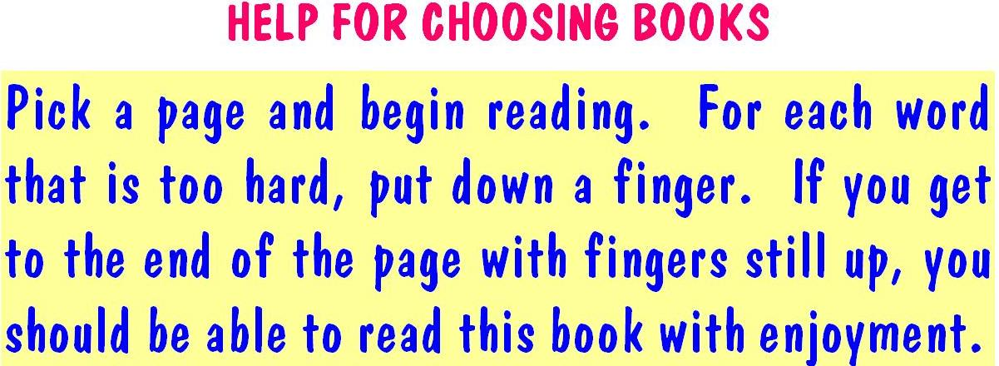 HELP FOR CHOOSING BOOKS
Pick a page and begin reading.  For each word
that is too hard, put down a finger.  If you get
to the end of the page with fingers still up, you
should be able to read this book with enjoyment.